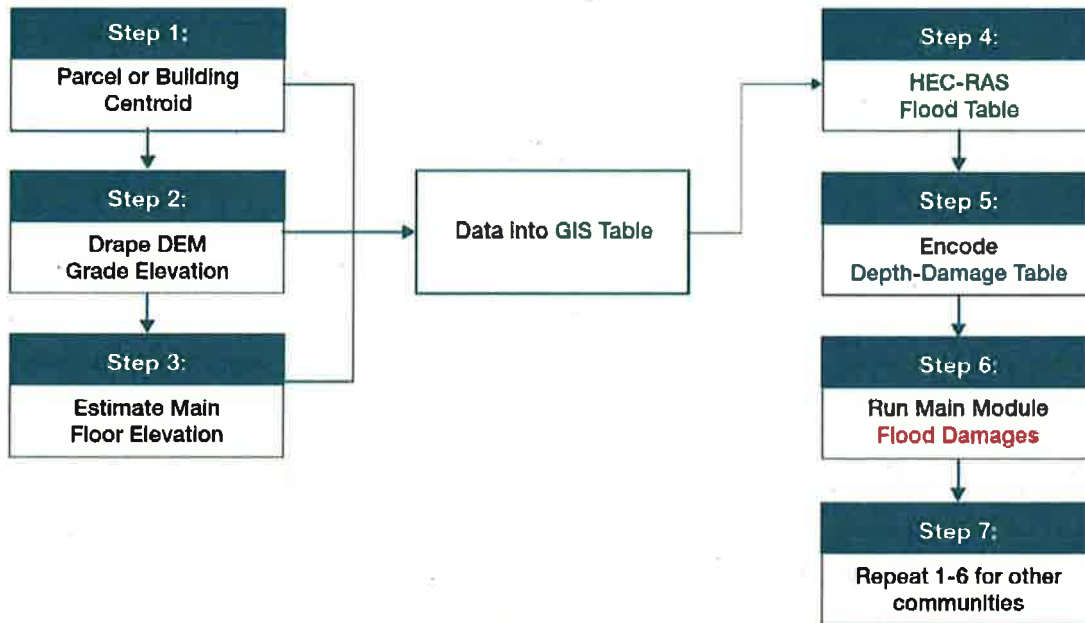 Step 1:
Parcel or Building
Centroid
Step 2:
Drape DEM
Grade Elevation
Step 3:
Estimate Main
Floor Elevation
Data into GIS Table
Step 4:
HEC-RAS
Flood Table
Step 5:
Encode
Depth-Damage Table
Step 6:
Run Main Module
Flood Damages
Step 7:
Repeat 1-6 for other
communities